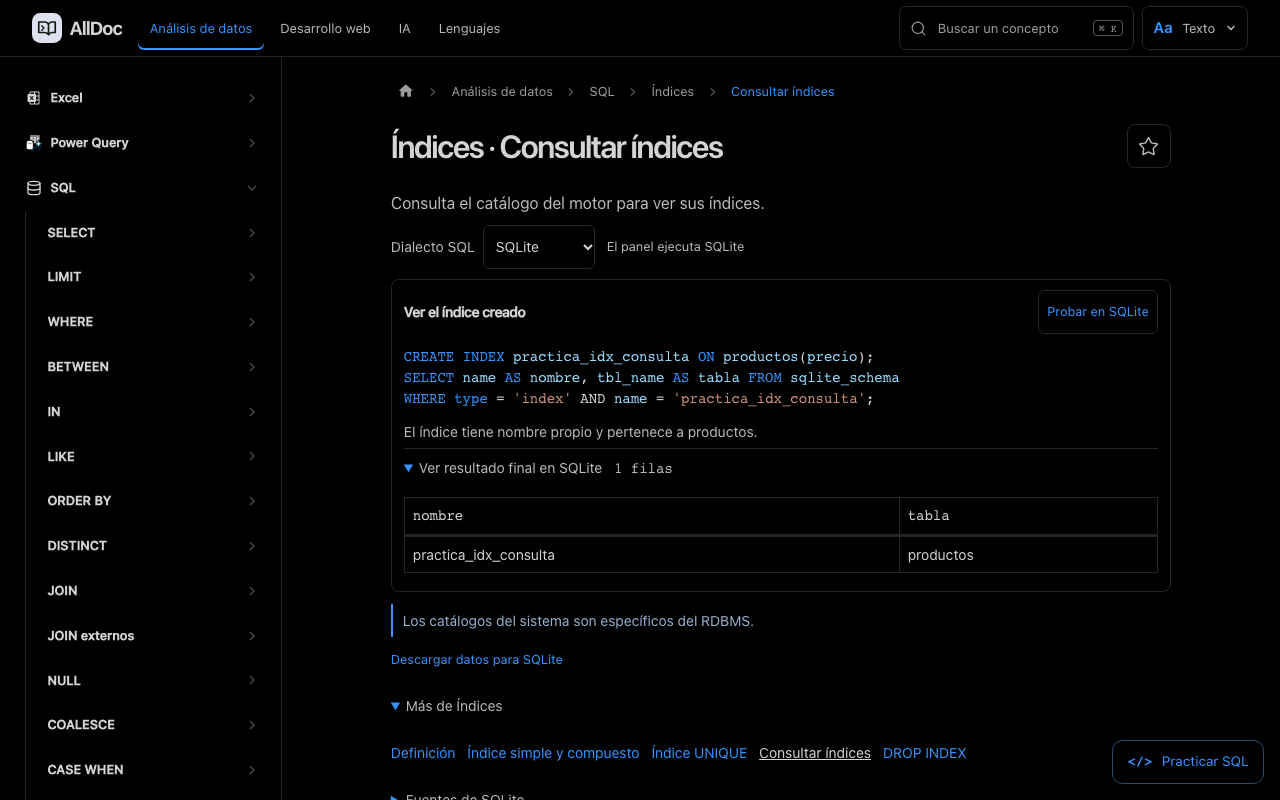 AllDoc
Análisis de datos
Desarrollo web
IA
Lenguajes
Buscar un concepto
⌘ K
Aa Texto
Excel
Power Query
SQL
SELECT
LIMIT
WHERE
BETWEEN
IN
LIKE
ORDER BY
DISTINCT
JOIN
JOIN externos
NULL
COALESCE
CASE WHEN
Análisis de datos > SQL > Índices > Consultar índices
Índices · Consultar índices
Consulta el catálogo del motor para ver sus índices.
Dialecto SQL SQLite El panel ejecuta SQLite
Ver el índice creado
Probar en SQLite
CREATE INDEX practica_idx_consulta ON productos(precio);
SELECT name AS nombre, tbl_name AS tabla FROM sqlite_schema
WHERE type = 'index' AND name = 'practica_idx_consulta';
El índice tiene nombre propio y pertenece a productos.
Ver resultado final en SQLite 1 filas
nombre tabla
practica_idx_consulta productos
Los catálogos del sistema son específicos del RDBMS.
Descargar datos para SQLite
Más de Índices
Definición Índice simple y compuesto Índice UNIQUE Consultar índices DROP INDEX
</> Practicar SQL
Fuentes de SQLite